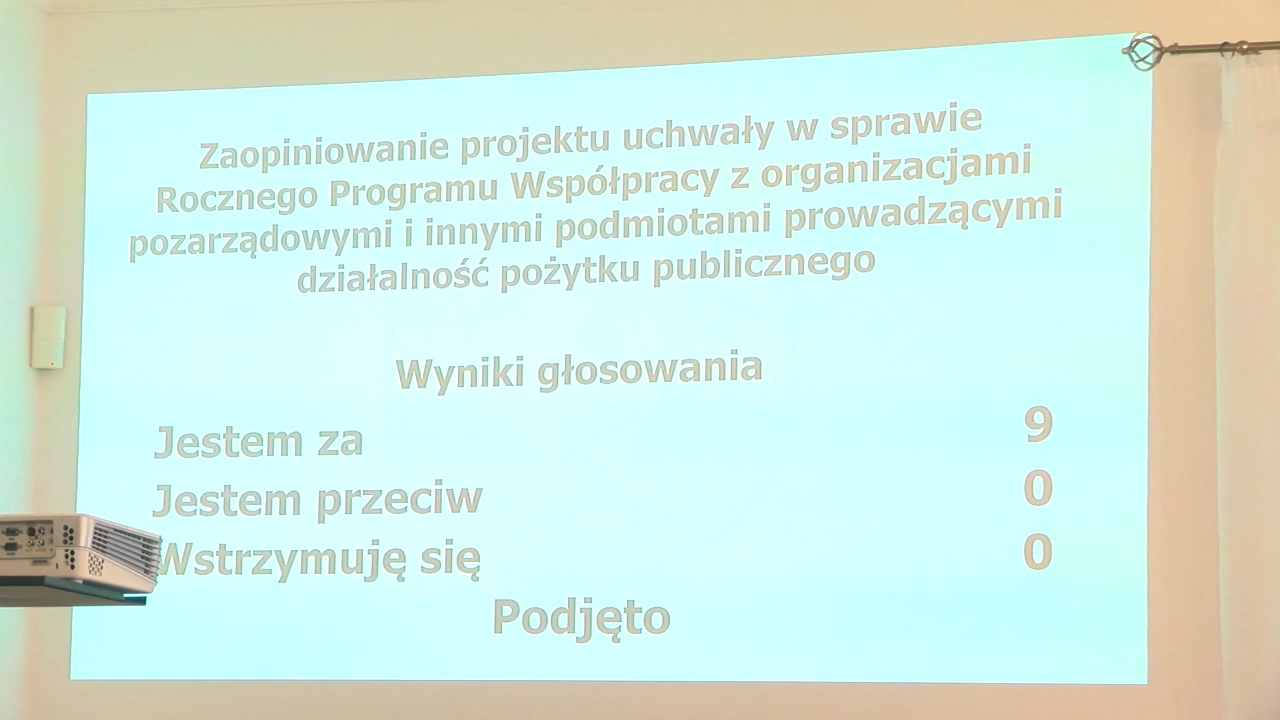 Zaopiniowanie projektu uchwały w sprawie
Rocznego Programu Współpracy z organizacjami
pozarządowymi i innymi podmiotami prowadzącymi
działalność pożytku publicznego
Wyniki głosowania
Jestem za 9
Jestem przeciw 0
Wstrzymuję się 0
Podjęto